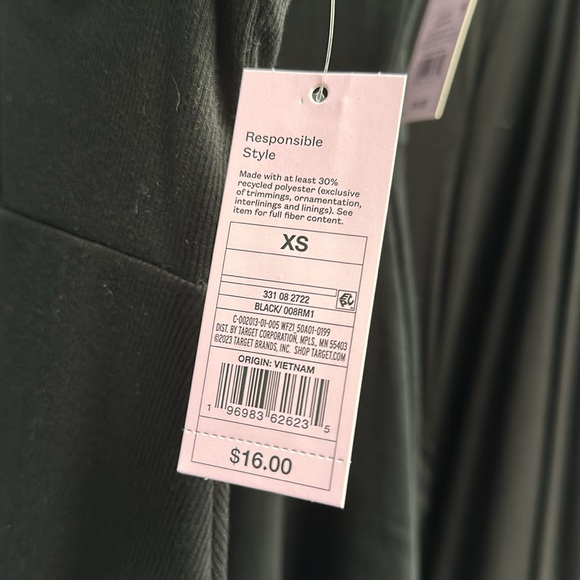 Responsible
Style
Made with at least 30%
recycled polyester (exclusive
of trimmings, ornamentation,
interlinings and linings). See
item for full fiber content.
XS
331 08 2722
BLACK/ 008RM1
C-002013-01-005 WF21_50A01-0199
DIST. BY TARGET CORPORATION, MPLS., MN 55403
©2023 TARGET BRANDS, INC. SHOP TARGET.COM
ORIGIN: VIETNAM
1 96983 62623 5
$16.00